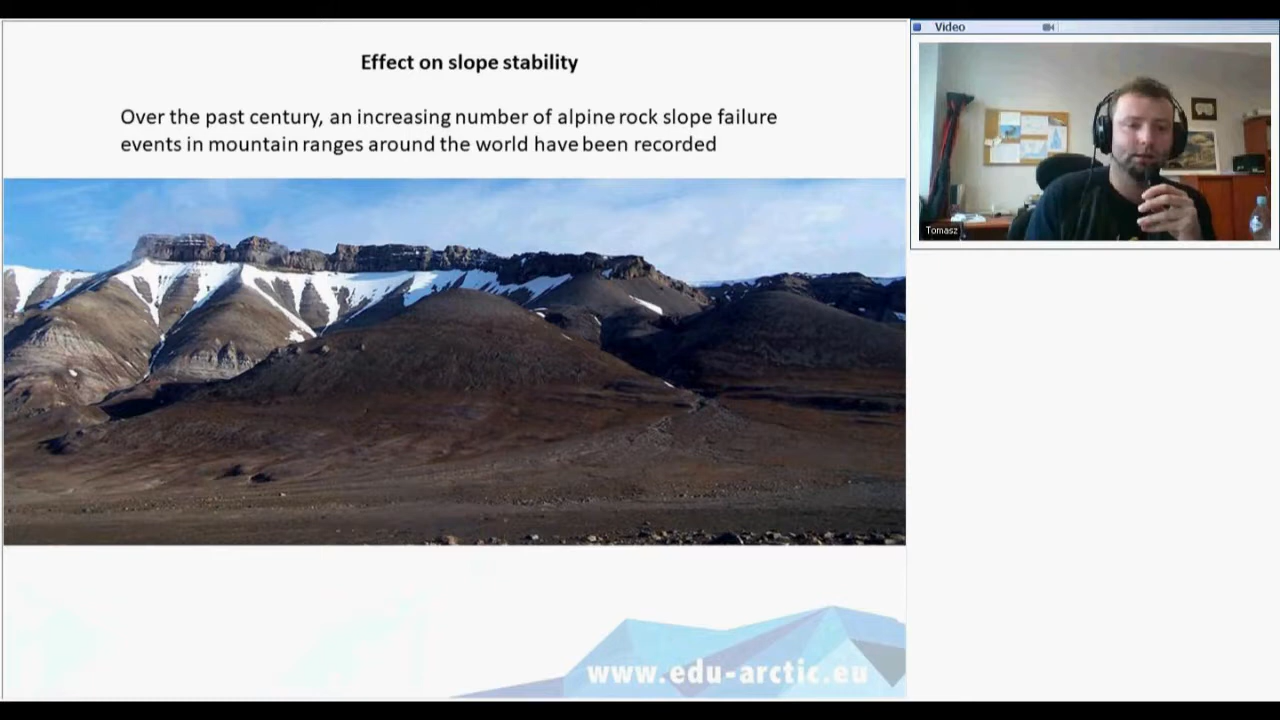 Effect on slope stability
Over the past century, an increasing number of alpine rock slope failure
events in mountain ranges around the world have been recorded
www.edu-arctic.eu
Video
Tomasz